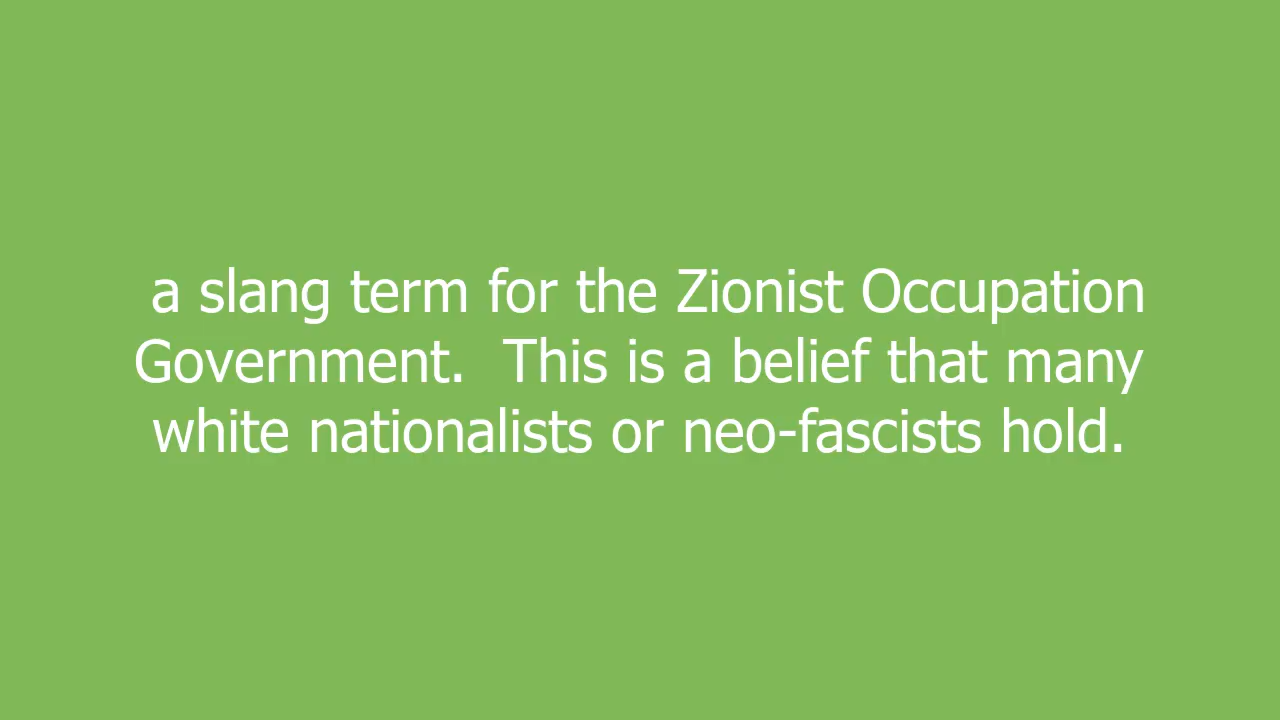 a slang term for the Zionist Occupation
Government.  This is a belief that many
white nationalists or neo-fascists hold.